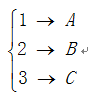 1 → A
2 → B
3 → C